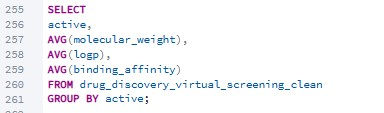 255 SELECT
256 active,
257 AVG(molecular_weight),
258 AVG(logp),
259 AVG(binding_affinity)
260 FROM drug_discovery_virtual_screening_clean
261 GROUP BY active;